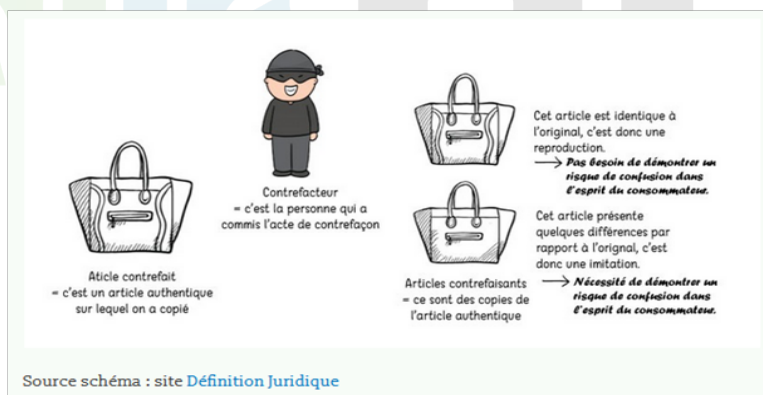 Aticle contrefait
= c'est un article authentique
sur lequel on a copié
Contrefacteur
= c'est la personne qui a
commis l'acte de contrefaçon
Articles contrefaisants
= ce sont des copies de
l'article authentique
Cet article est identique à
l'original, c'est donc une
reproduction.
→ Pas besoin de démontrer un
risque de confusion dans
l'esprit du consommateur.
Cet article présente
quelques différences par
rapport à l'orignal, c'est
donc une imitation.
→ Nécessité de démontrer un
risque de confusion dans
l'esprit du consommateur.
Source schéma : site Définition Juridique